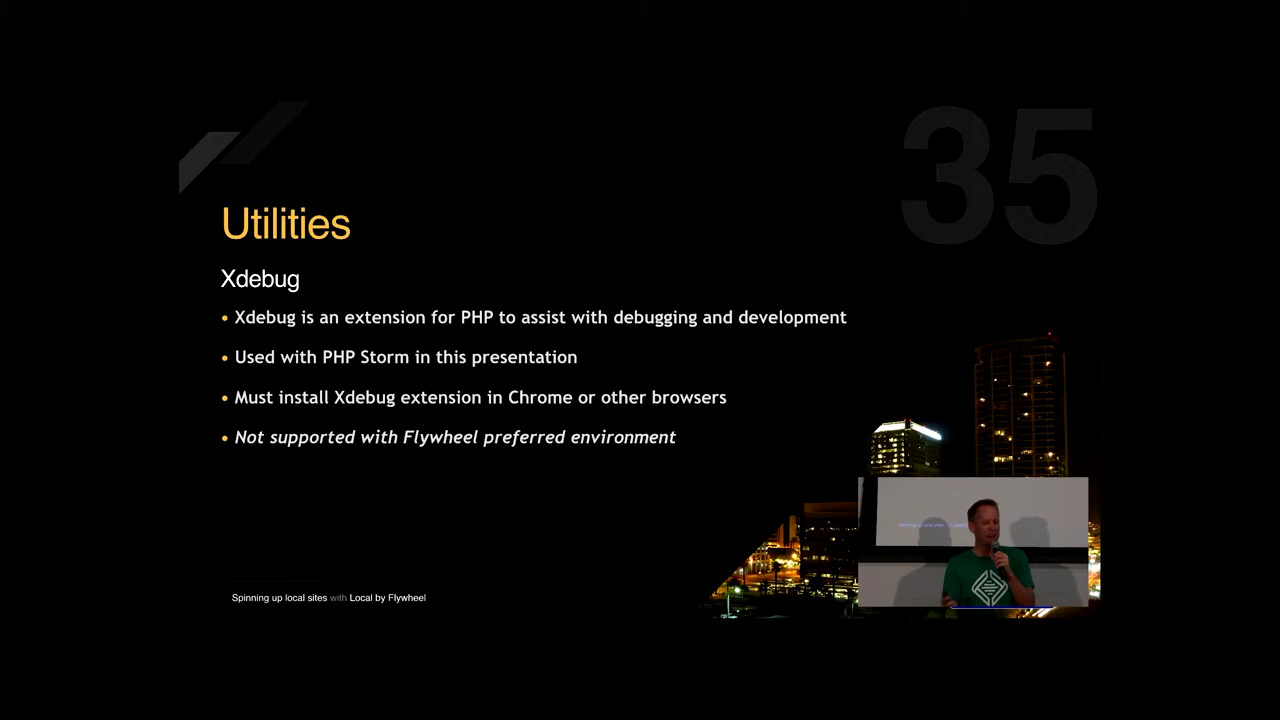 35
Utilities
Xdebug
• Xdebug is an extension for PHP to assist with debugging and development
• Used with PHP Storm in this presentation
• Must install Xdebug extension in Chrome or other browsers
• Not supported with Flywheel preferred environment
Spinning up local sites with Local by Flywheel